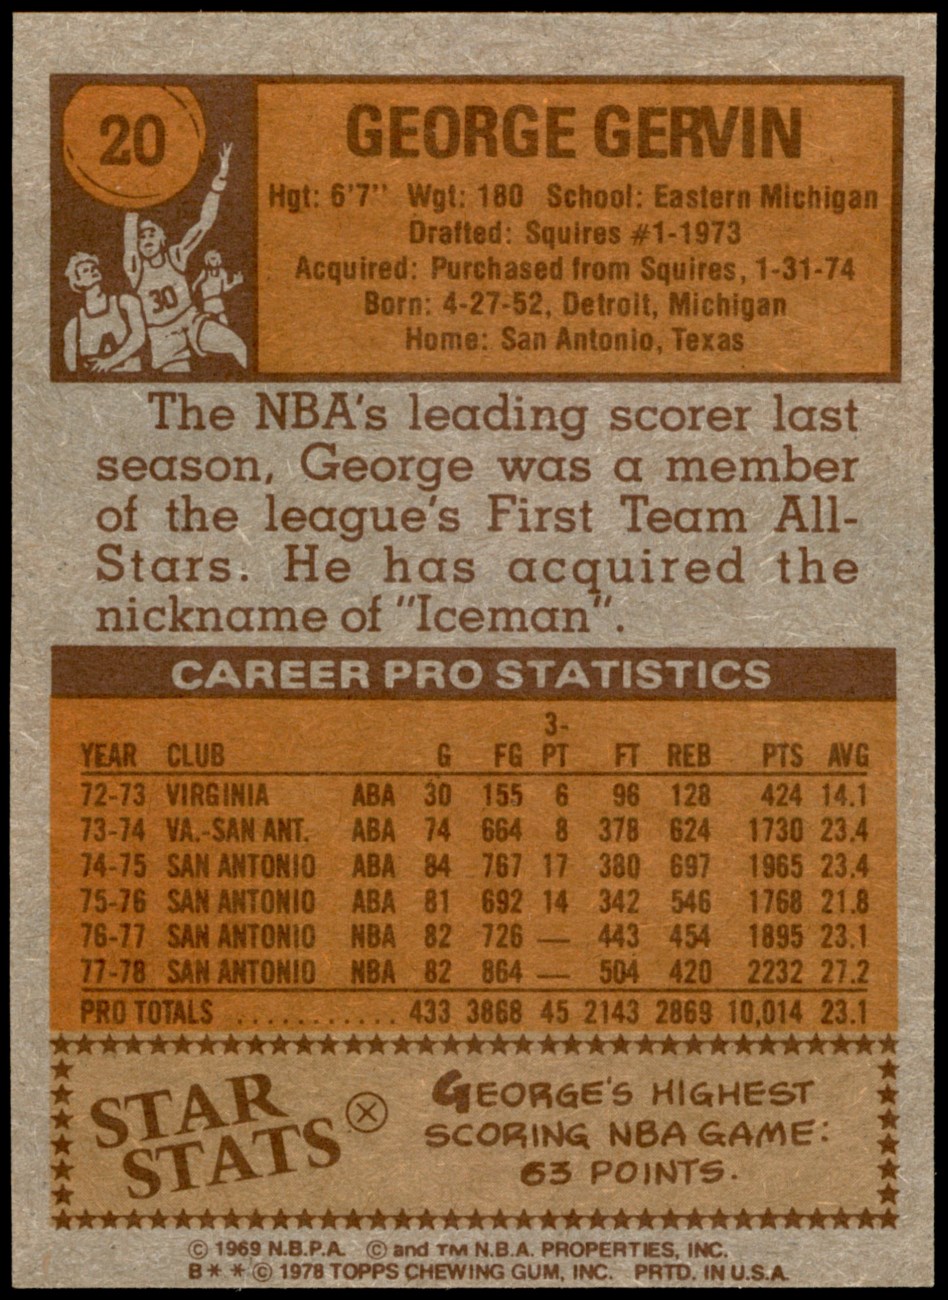 20
GEORGE GERVIN
Hgt: 6'7" Wgt: 180 School: Eastern Michigan
Drafted: Squires #1-1973
Acquired: Purchased from Squires, 1-31-74
Born: 4-27-52, Detroit, Michigan
Home: San Antonio, Texas
30
A
The NBA's leading scorer last
season, George was a member
of the league's First Team All-
Stars. He has acquired the
nickname of "Iceman".
CAREER PRO STATISTICS
YEAR CLUB G FG 3-PT FT REB PTS AVG
72-73 VIRGINIA ABA 30 155 6 96 128 424 14.1
73-74 VA.-SAN ANT. ABA 74 664 8 378 624 1730 23.4
74-75 SAN ANTONIO ABA 84 767 17 380 697 1965 23.4
75-76 SAN ANTONIO ABA 81 692 14 342 546 1768 21.8
76-77 SAN ANTONIO NBA 82 726 — 443 454 1895 23.1
77-78 SAN ANTONIO NBA 82 864 — 504 420 2232 27.2
PRO TOTALS ............ 433 3868 45 2143 2869 10,014 23.1
STAR
STATS
GEORGE'S HIGHEST
SCORING NBA GAME:
63 POINTS.
© 1969 N.B.P.A. © and TM N.B.A. PROPERTIES, INC.
B* *© 1978 TOPPS CHEWING GUM, INC. PRTD. IN U.S.A.